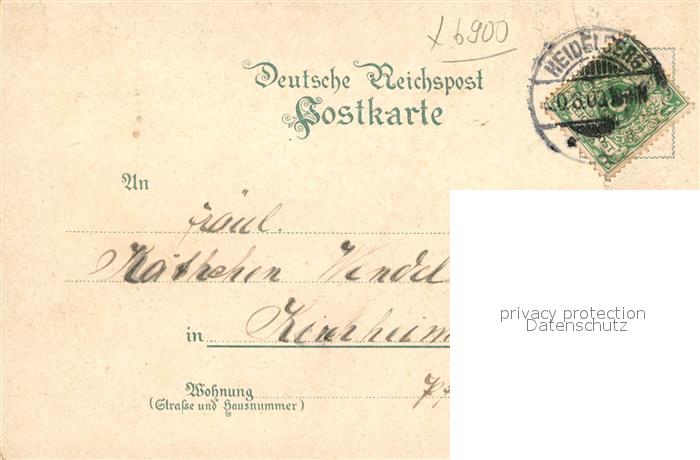 x 6900
HEIDELBERG
Deutsche Reichspost
Postkarte
An
Fräul.
Käthchen Wendel
in Kirchheim
Wohnung
(Straße und Hausnummer)
privacy protection
Datenschutz